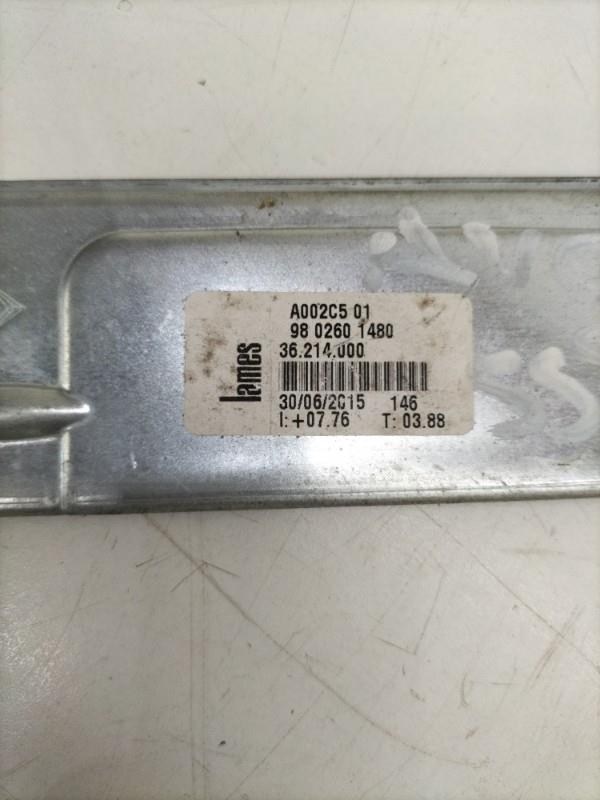 lames
A002C5 01
98 0260 1480
36.214.000
30/06/2015 146
I:+07.76 T: 03.88